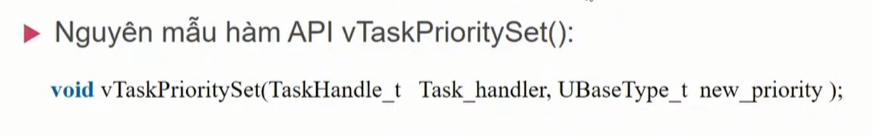 Nguyên mẫu hàm API vTaskPrioritySet():
void vTaskPrioritySet(TaskHandle_t Task_handler, UBaseType_t new_priority );